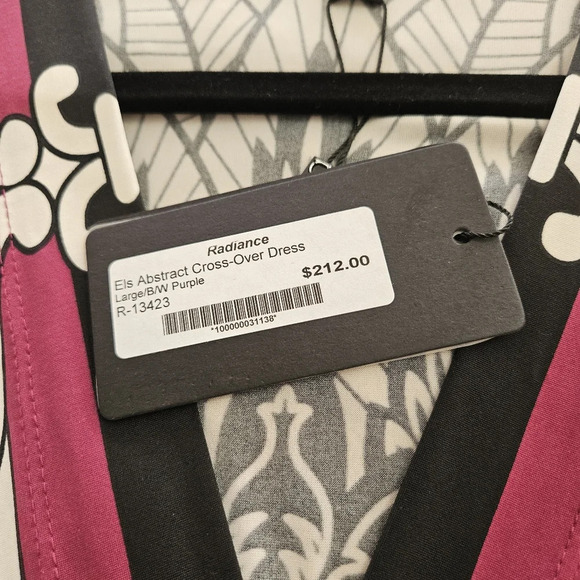 Radiance
Els Abstract Cross-Over Dress
Large/B/W Purple
$212.00
R-13423
*100000031138*